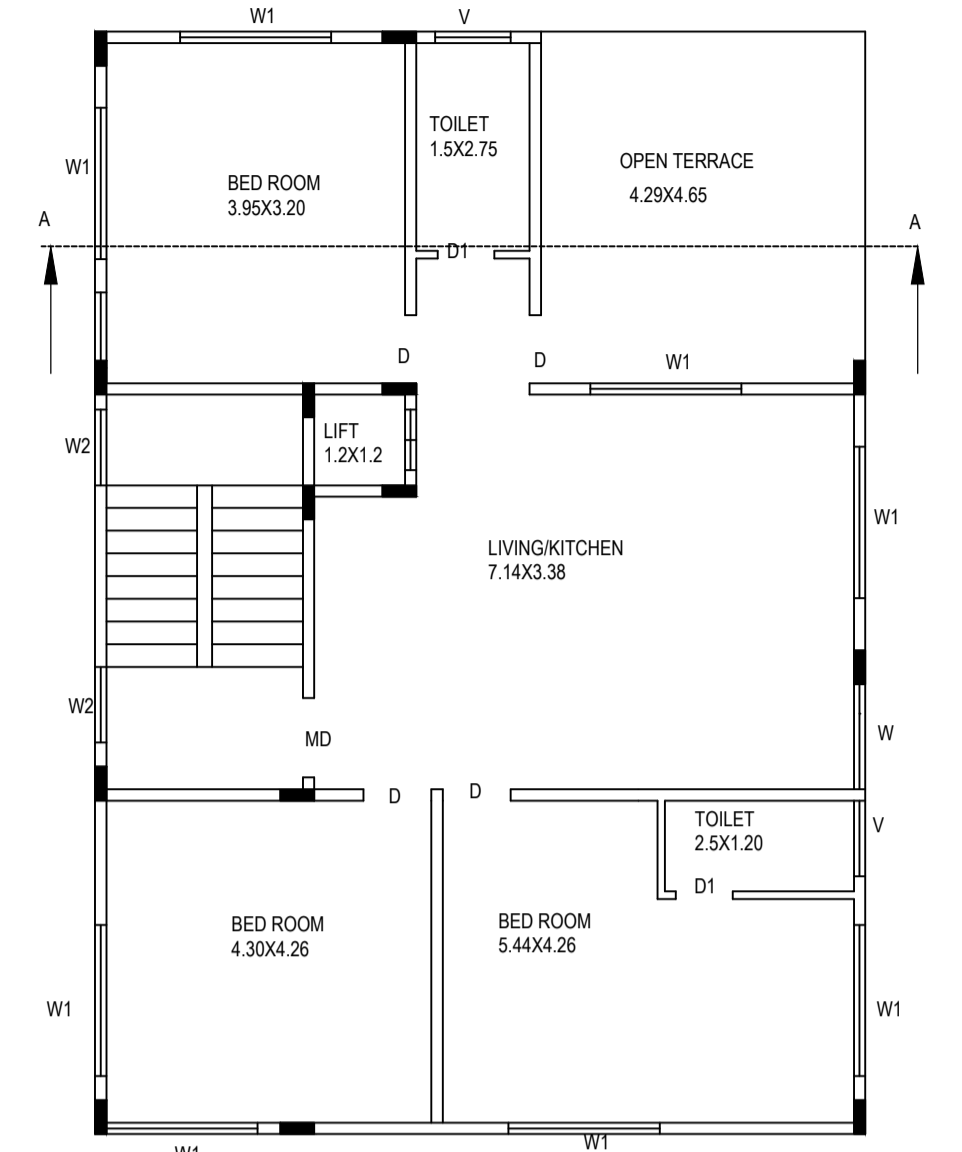 W1
V
TOILET
1.5X2.75
OPEN TERRACE
4.29X4.65
W1
BED ROOM
3.95X3.20
A
A
D1
D
D
W1
W2
LIFT
1.2X1.2
W1
LIVING/KITCHEN
7.14X3.38
W2
MD
W
D
D
TOILET
2.5X1.20
V
D1
BED ROOM
4.30X4.26
BED ROOM
5.44X4.26
W1
W1
W1
W1